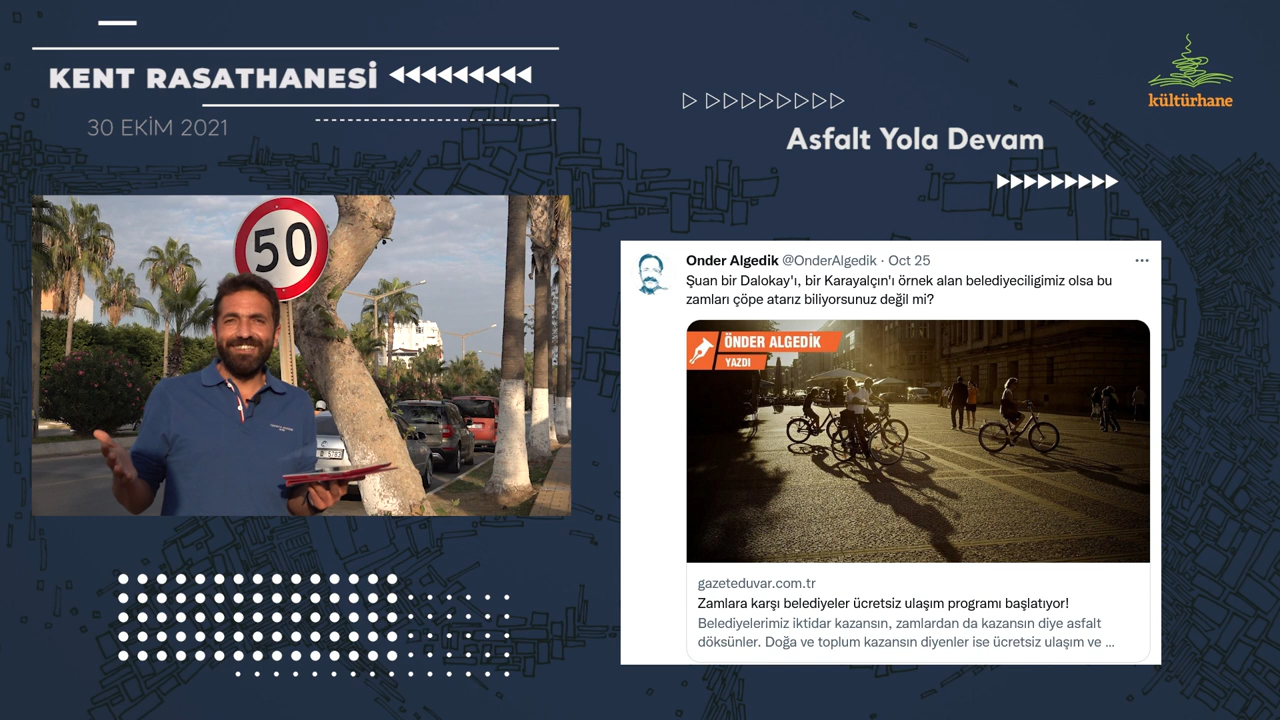 KENT RASATHANESİ
30 EKİM 2021
Asfalt Yola Devam
kültürhane
50
Onder Algedik @OnderAlgedik · Oct 25
Şuan bir Dalokay'ı, bir Karayalçın'ı örnek alan belediyeciligimiz olsa bu
zamları çöpe atarız biliyorsunuz değil mi?
ÖNDER ALGEDİK
YAZDI
gazeteduvar.com.tr
Zamlara karşı belediyeler ücretsiz ulaşım programı başlatıyor!
Belediyelerimiz iktidar kazansın, zamlardan da kazansın diye asfalt
döksünler. Doğa ve toplum kazansın diyenler ise ücretsiz ulaşım ve ...